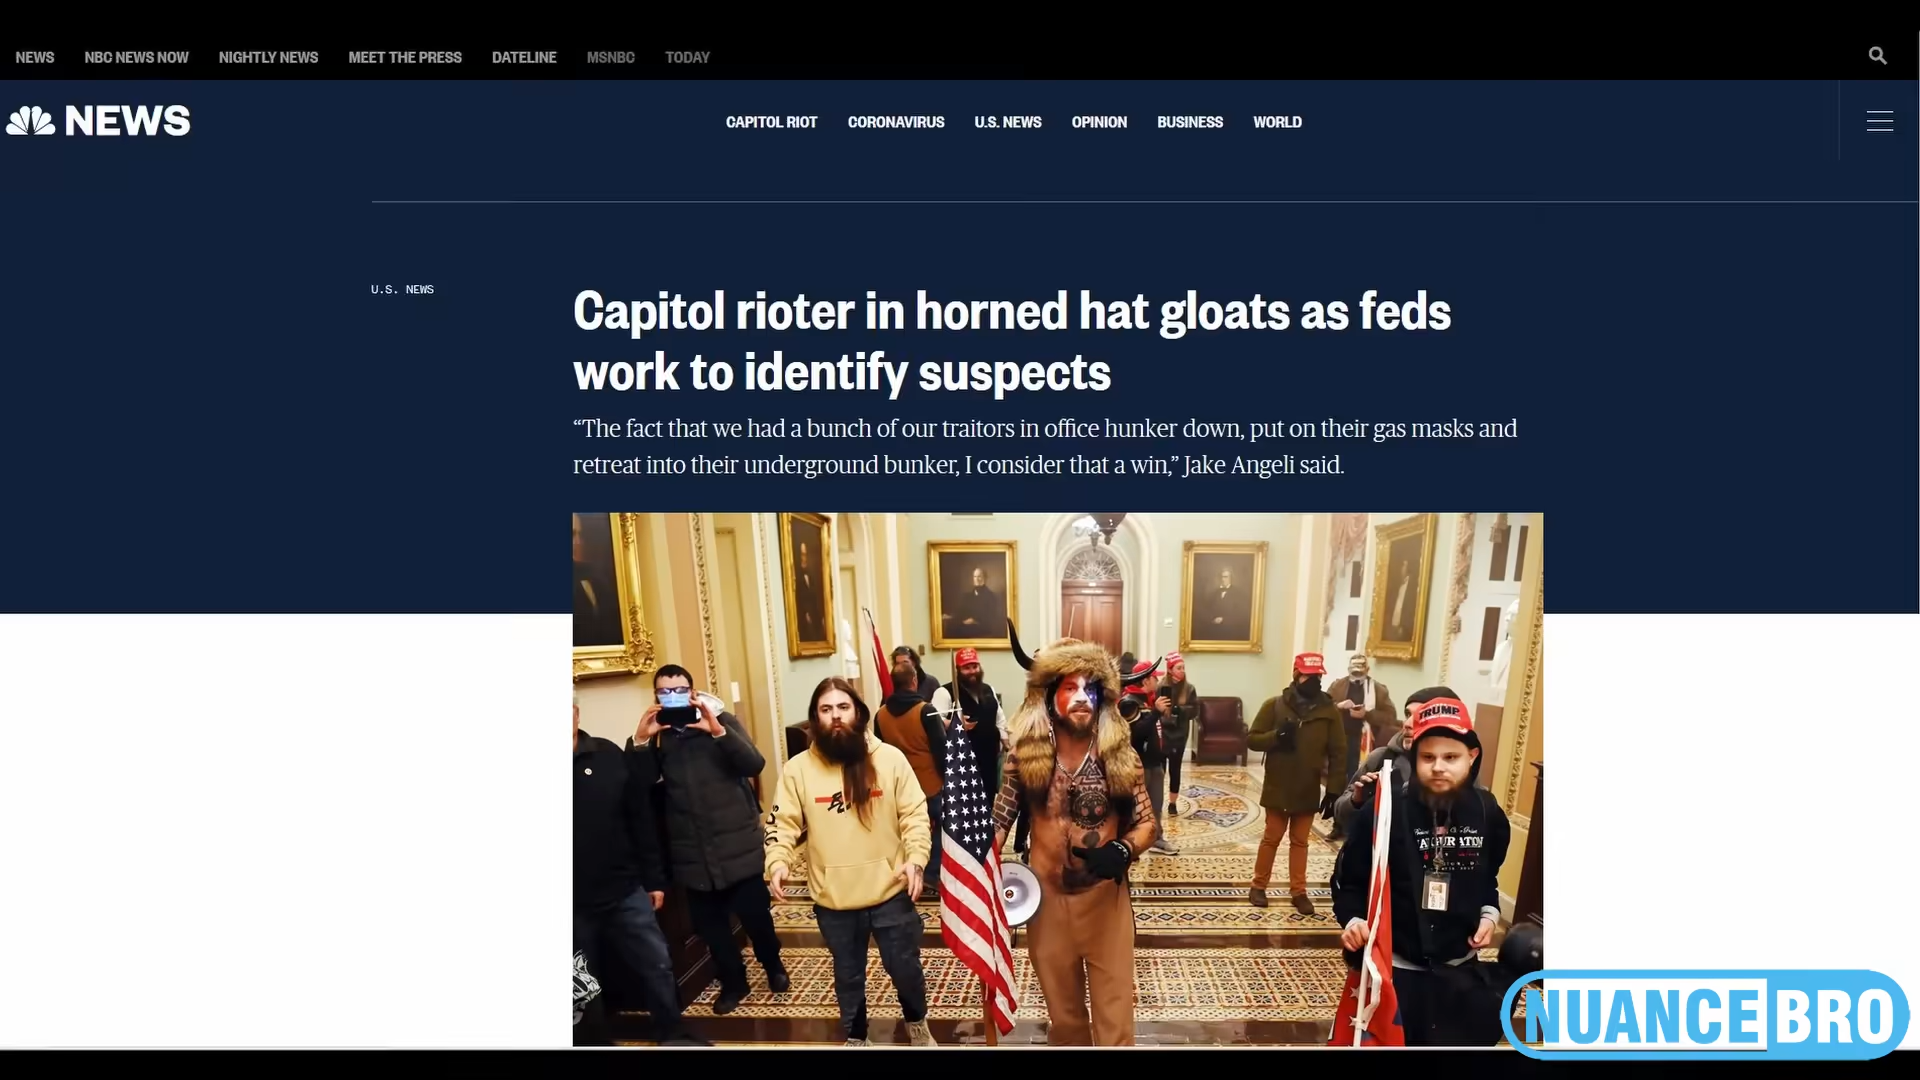 NEWS NBC NEWS NOW NIGHTLY NEWS MEET THE PRESS DATELINE MSNBC TODAY
NEWS CAPITOL RIOT CORONAVIRUS U.S. NEWS OPINION BUSINESS WORLD
U.S. NEWS
Capitol rioter in horned hat gloats as feds
work to identify suspects
“The fact that we had a bunch of our traitors in office hunker down, put on their gas masks and
retreat into their underground bunker, I consider that a win,” Jake Angeli said.
TRUMP
NUANCE BRO